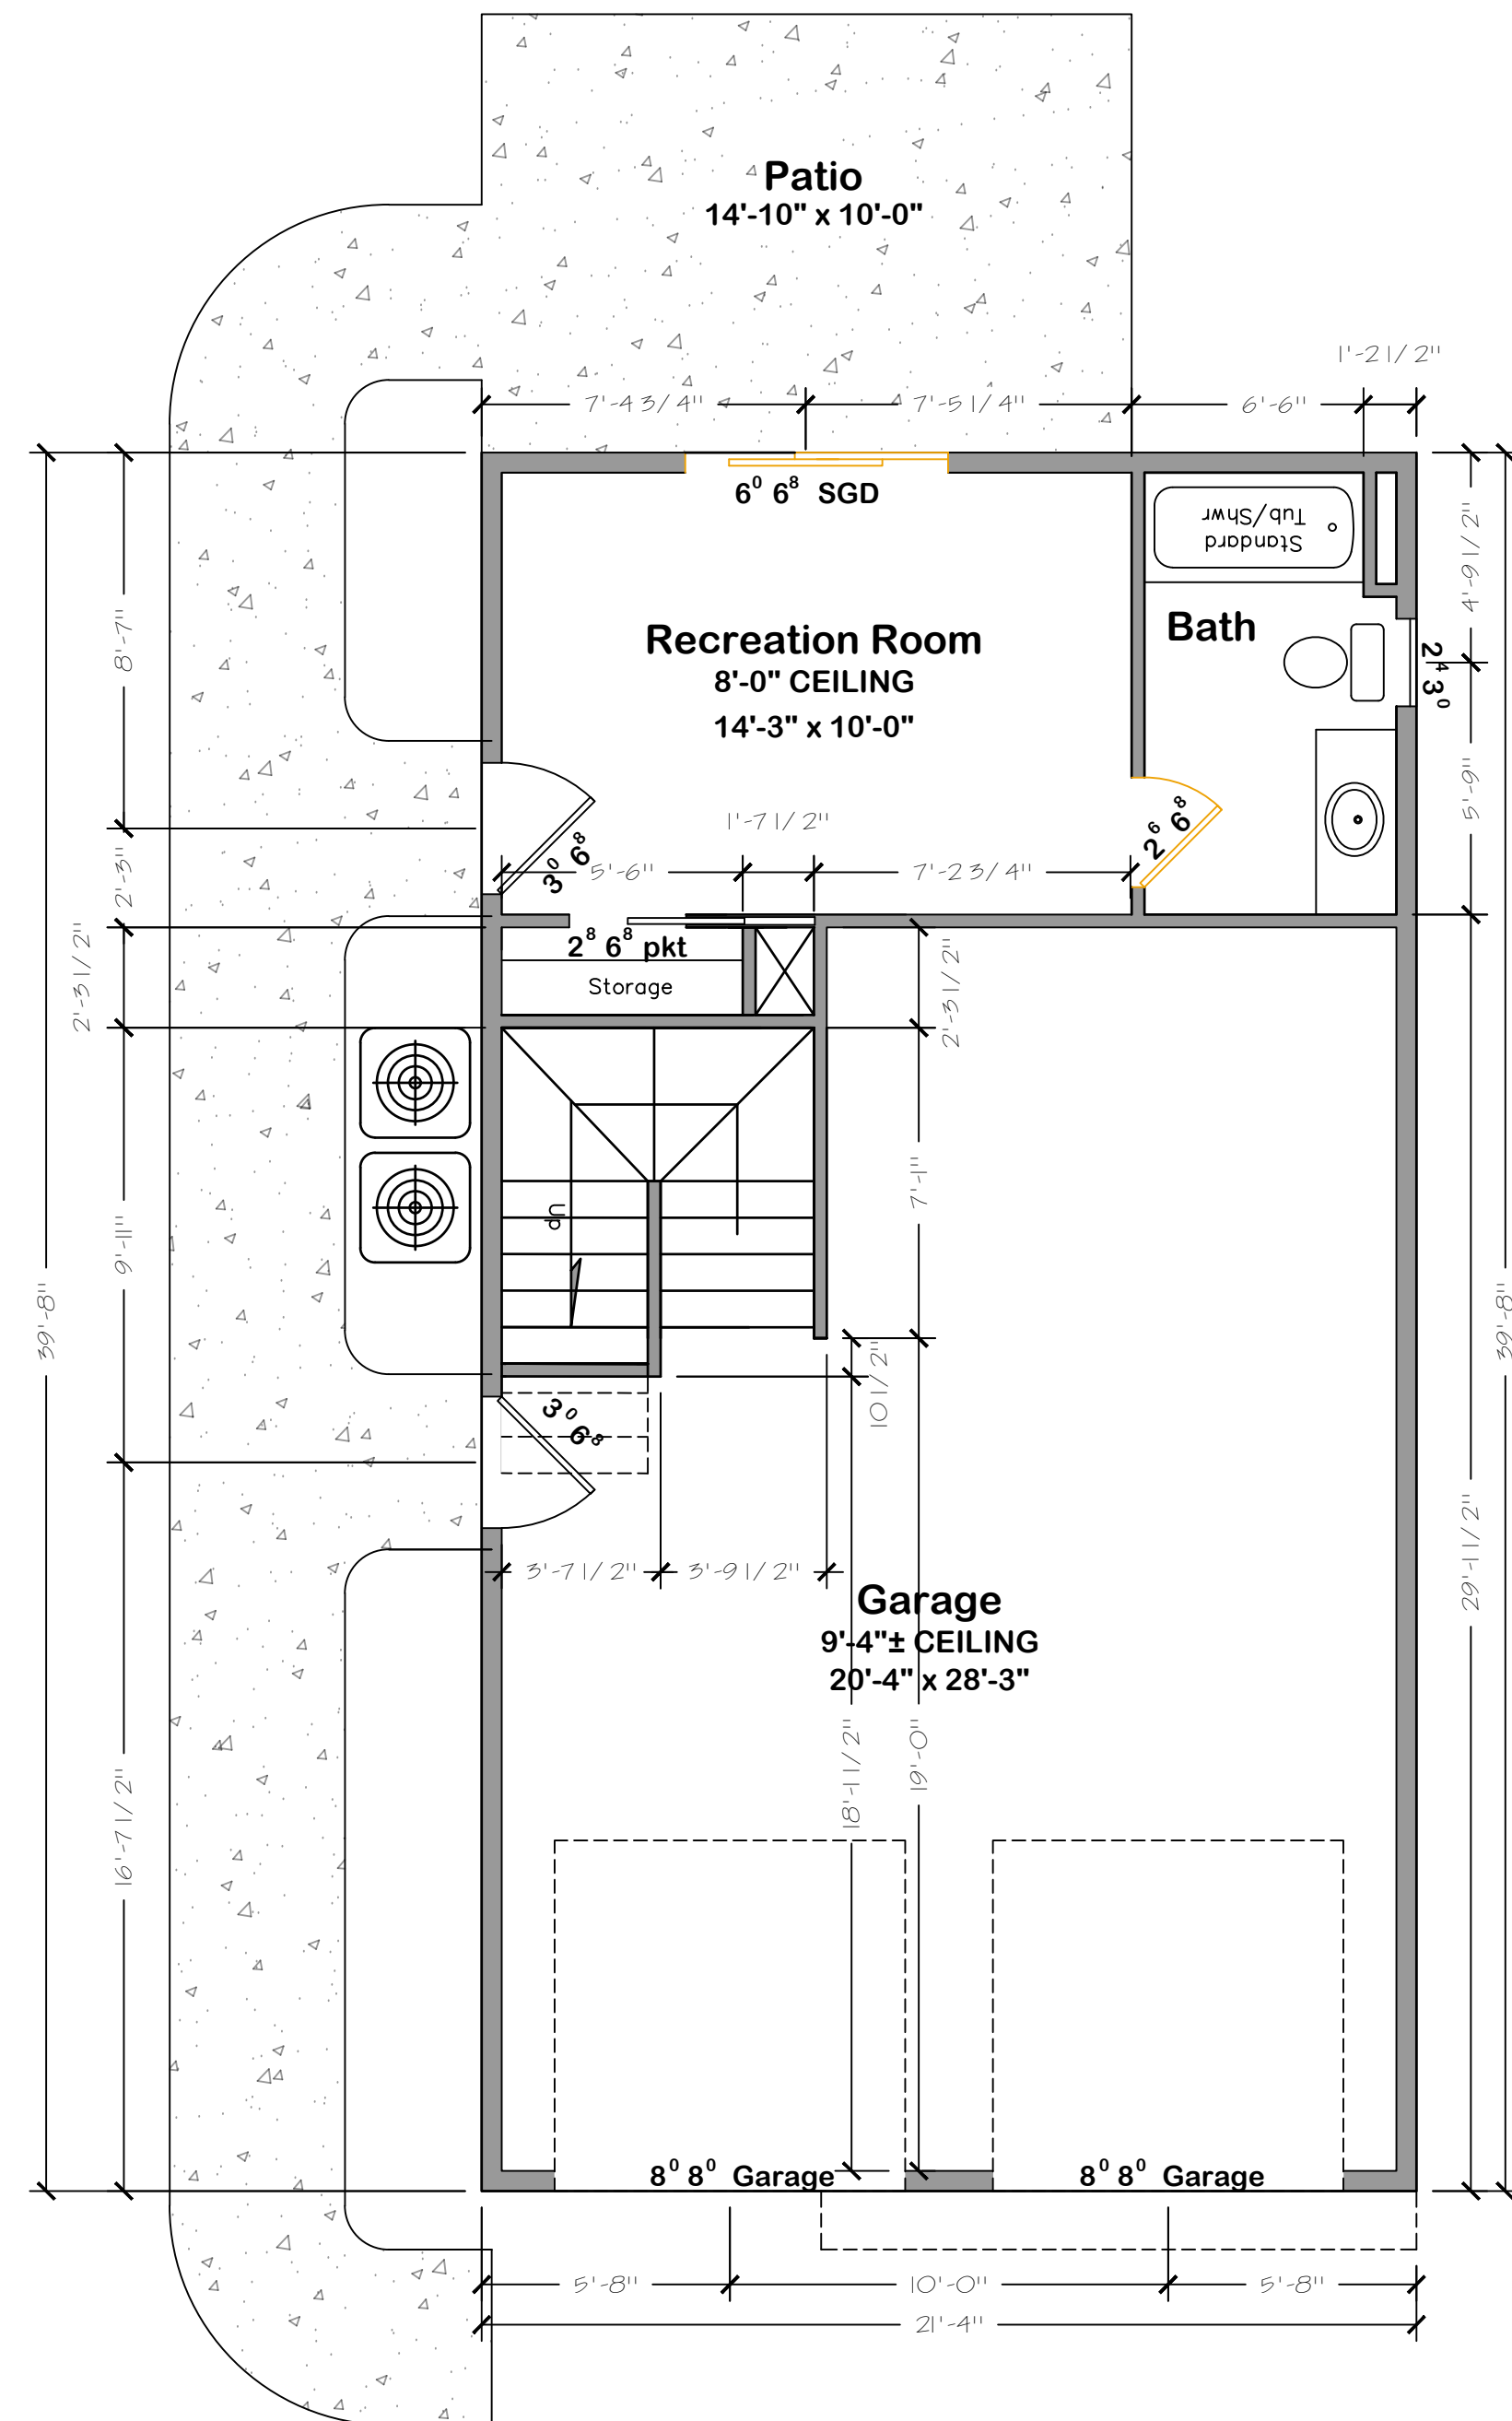 Patio
14'-10" x 10'-0"
1'-2 1/2"
7'-4 3/4"
7'-5 1/4"
6'-6"
6⁰ 6⁸ SGD
Standard
Tub/Shwr
4'-9 1/2"
8'-7"
Recreation Room
8'-0" CEILING
14'-3" x 10'-0"
Bath
2⁴ 3⁰
5'-9"
1'-7 1/2"
3⁰ 6⁸
5'-6"
7'-2 3/4"
2⁶ 6⁸
2'-3"
2⁸ 6⁸ pkt
Storage
2'-3 1/2"
2'-3 1/2"
7'-1"
UP
9'-11"
39'-8"
39'-8"
10 1/2"
3⁰ 6⁸
3'-7 1/2"
3'-9 1/2"
29'-1 1/2"
Garage
9'-4"± CEILING
20'-4" x 28'-3"
18'-1 1/2"
19'-0"
16'-7 1/2"
8⁰ 8⁰ Garage
8⁰ 8⁰ Garage
5'-8"
10'-0"
5'-8"
21'-4"